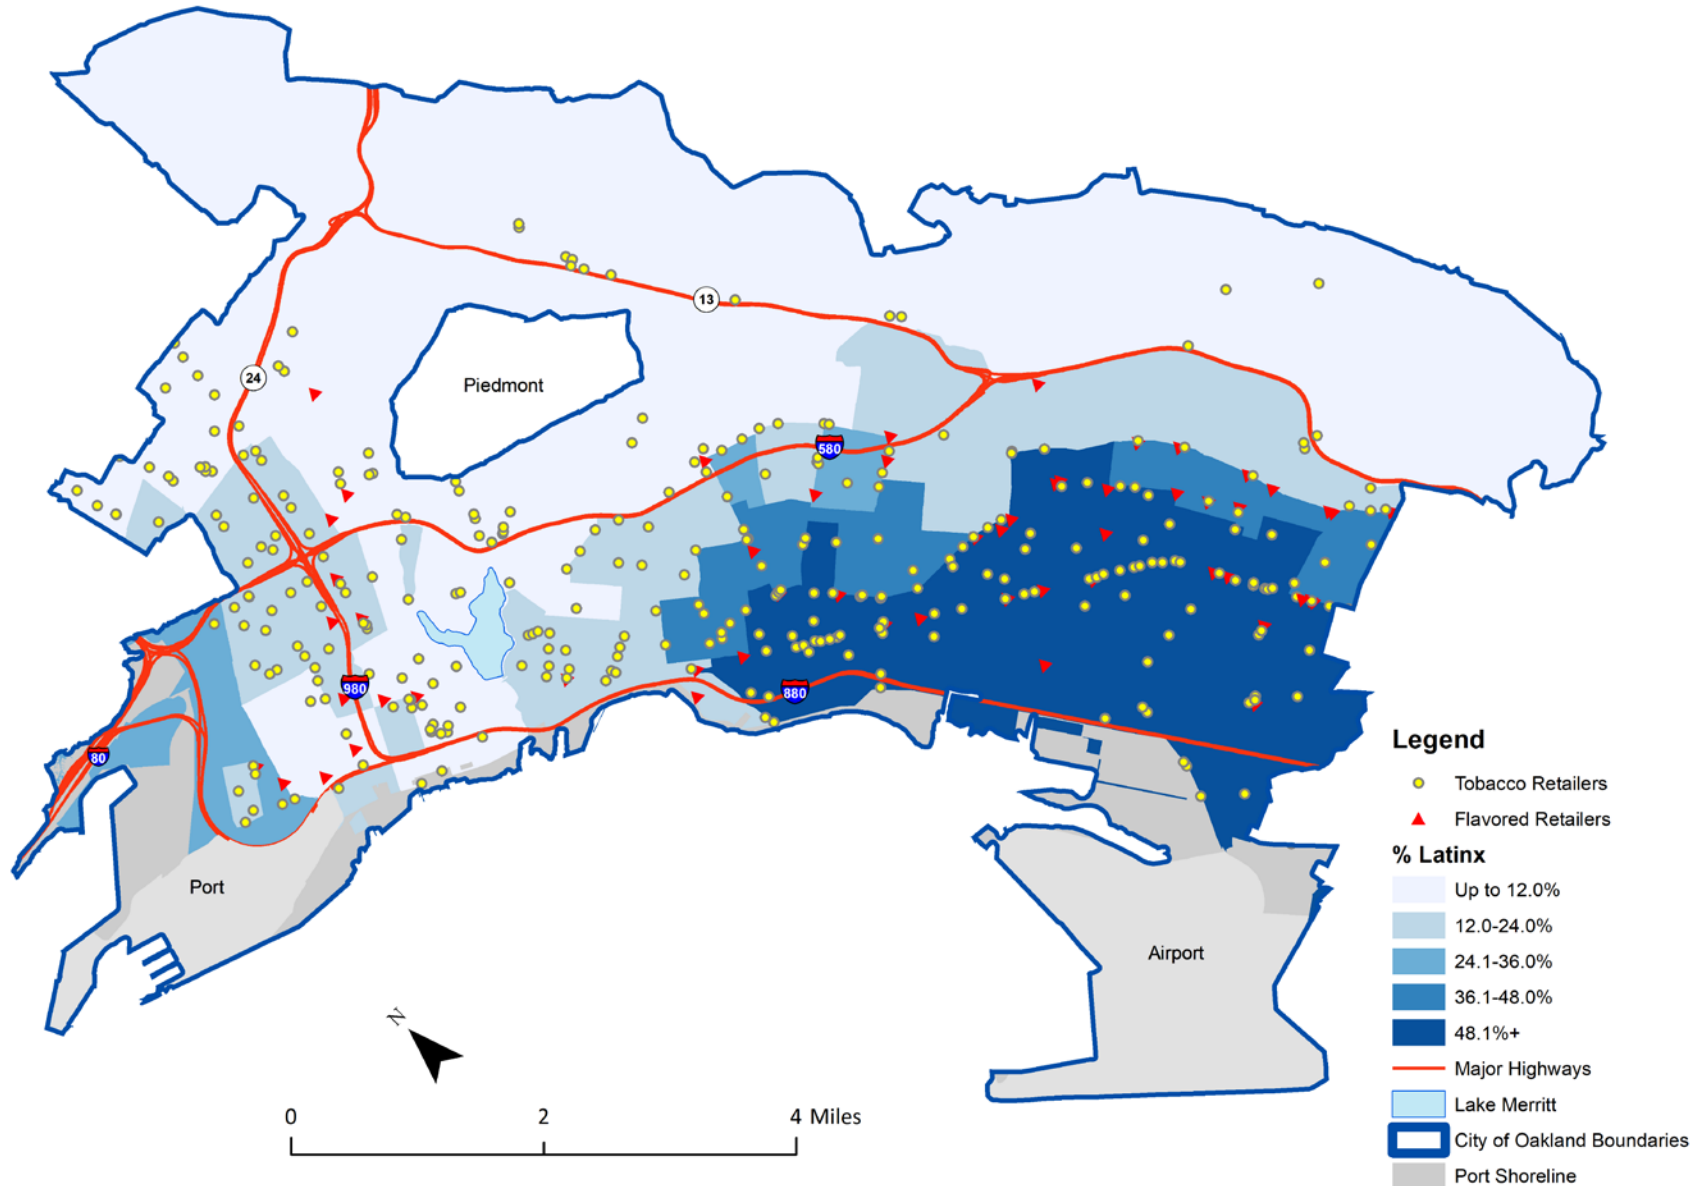 13
24
Piedmont
580
980
880
80
Port
Airport
N
0 2 4 Miles
Legend
Tobacco Retailers
Flavored Retailers
% Latinx
Up to 12.0%
12.0-24.0%
24.1-36.0%
36.1-48.0%
48.1%+
Major Highways
Lake Merritt
City of Oakland Boundaries
Port Shoreline